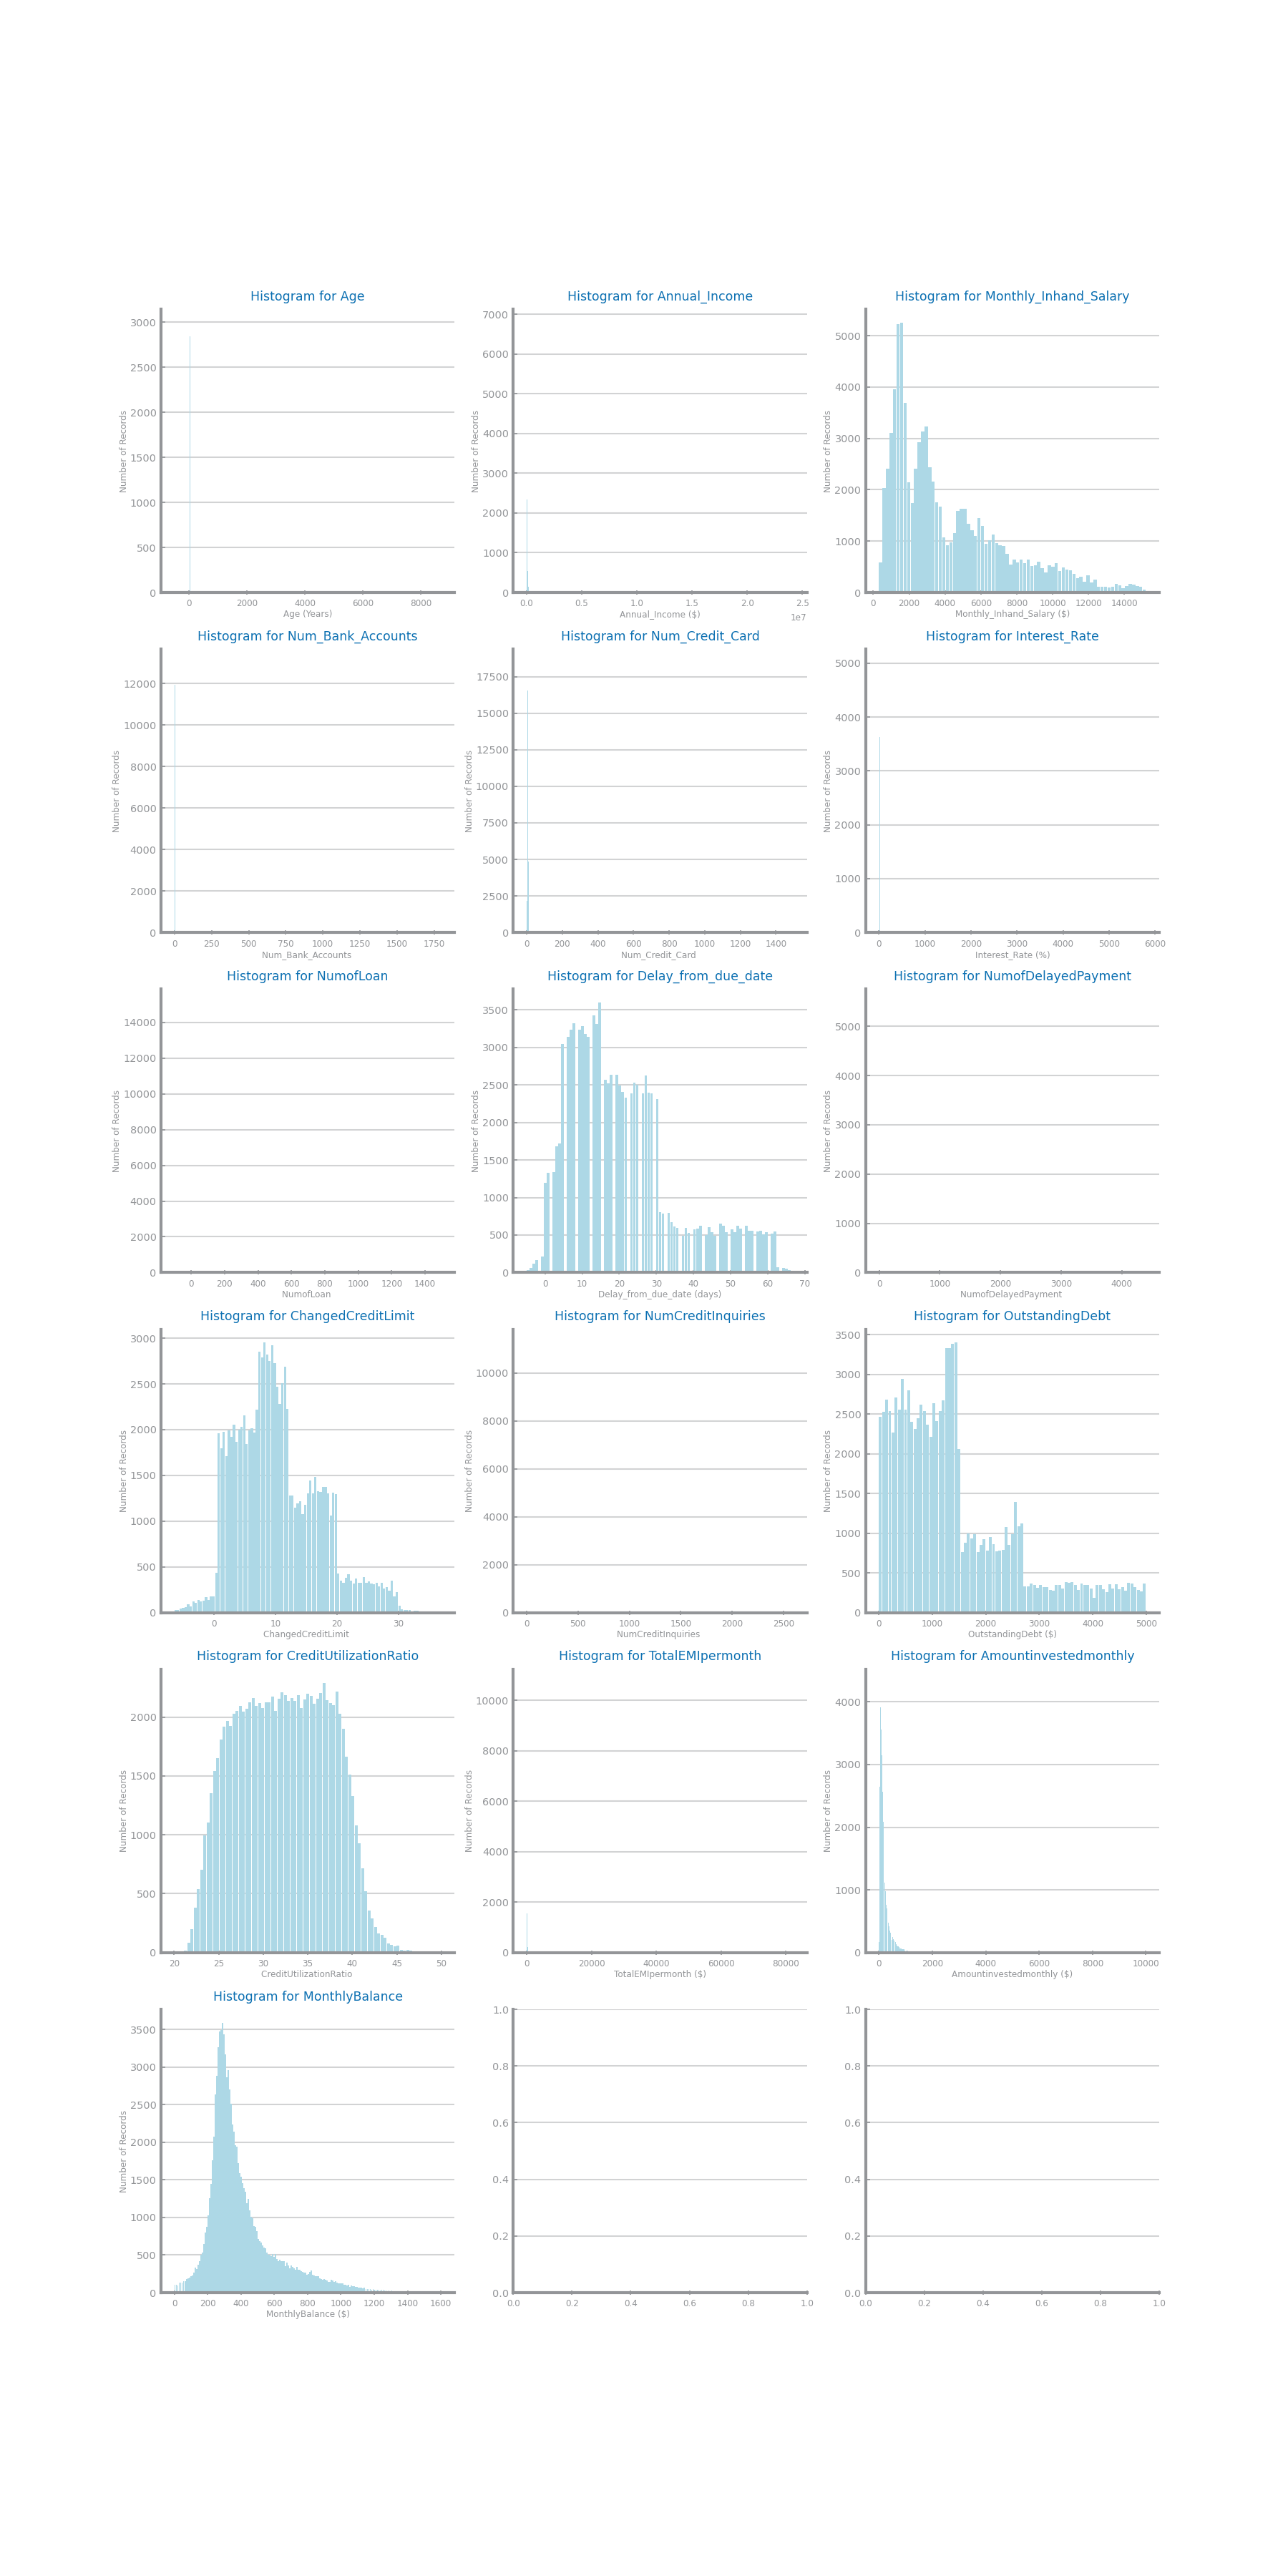 Histogram for Age
3000
2500
2000
1500
1000
500
0
Number of Records
0 2000 4000 6000 8000
Age (Years)
Histogram for Annual_Income
7000
6000
5000
4000
3000
2000
1000
0
Number of Records
0.0 0.5 1.0 1.5 2.0 2.5
1e7
Annual_Income ($)
Histogram for Monthly_Inhand_Salary
5000
4000
3000
2000
1000
0
Number of Records
0 2000 4000 6000 8000 10000 12000 14000
Monthly_Inhand_Salary ($)
Histogram for Num_Bank_Accounts
12000
10000
8000
6000
4000
2000
0
Number of Records
0 250 500 750 1000 1250 1500 1750
Num_Bank_Accounts
Histogram for Num_Credit_Card
17500
15000
12500
10000
7500
5000
2500
0
Number of Records
0 200 400 600 800 1000 1200 1400
Num_Credit_Card
Histogram for Interest_Rate
5000
4000
3000
2000
1000
0
Number of Records
0 1000 2000 3000 4000 5000 6000
Interest_Rate (%)
Histogram for NumofLoan
14000
12000
10000
8000
6000
4000
2000
0
Number of Records
0 200 400 600 800 1000 1200 1400
NumofLoan
Histogram for Delay_from_due_date
3500
3000
2500
2000
1500
1000
500
0
Number of Records
0 10 20 30 40 50 60 70
Delay_from_due_date (days)
Histogram for NumofDelayedPayment
5000
4000
3000
2000
1000
0
Number of Records
0 1000 2000 3000 4000
NumofDelayedPayment
Histogram for ChangedCreditLimit
3000
2500
2000
1500
1000
500
0
Number of Records
0 10 20 30
ChangedCreditLimit
Histogram for NumCreditInquiries
10000
8000
6000
4000
2000
0
Number of Records
0 500 1000 1500 2000 2500
NumCreditInquiries
Histogram for OutstandingDebt
3500
3000
2500
2000
1500
1000
500
0
Number of Records
0 1000 2000 3000 4000 5000
OutstandingDebt ($)
Histogram for CreditUtilizationRatio
2000
1500
1000
500
0
Number of Records
20 25 30 35 40 45 50
CreditUtilizationRatio
Histogram for TotalEMIpermonth
10000
8000
6000
4000
2000
0
Number of Records
0 20000 40000 60000 80000
TotalEMIpermonth ($)
Histogram for Amountinvestedmonthly
4000
3000
2000
1000
0
Number of Records
0 2000 4000 6000 8000 10000
Amountinvestedmonthly ($)
Histogram for MonthlyBalance
3500
3000
2500
2000
1500
1000
500
0
Number of Records
0 200 400 600 800 1000 1200 1400 1600
MonthlyBalance ($)
1.0
0.8
0.6
0.4
0.2
0.0
0.0 0.2 0.4 0.6 0.8 1.0
1.0
0.8
0.6
0.4
0.2
0.0
0.0 0.2 0.4 0.6 0.8 1.0